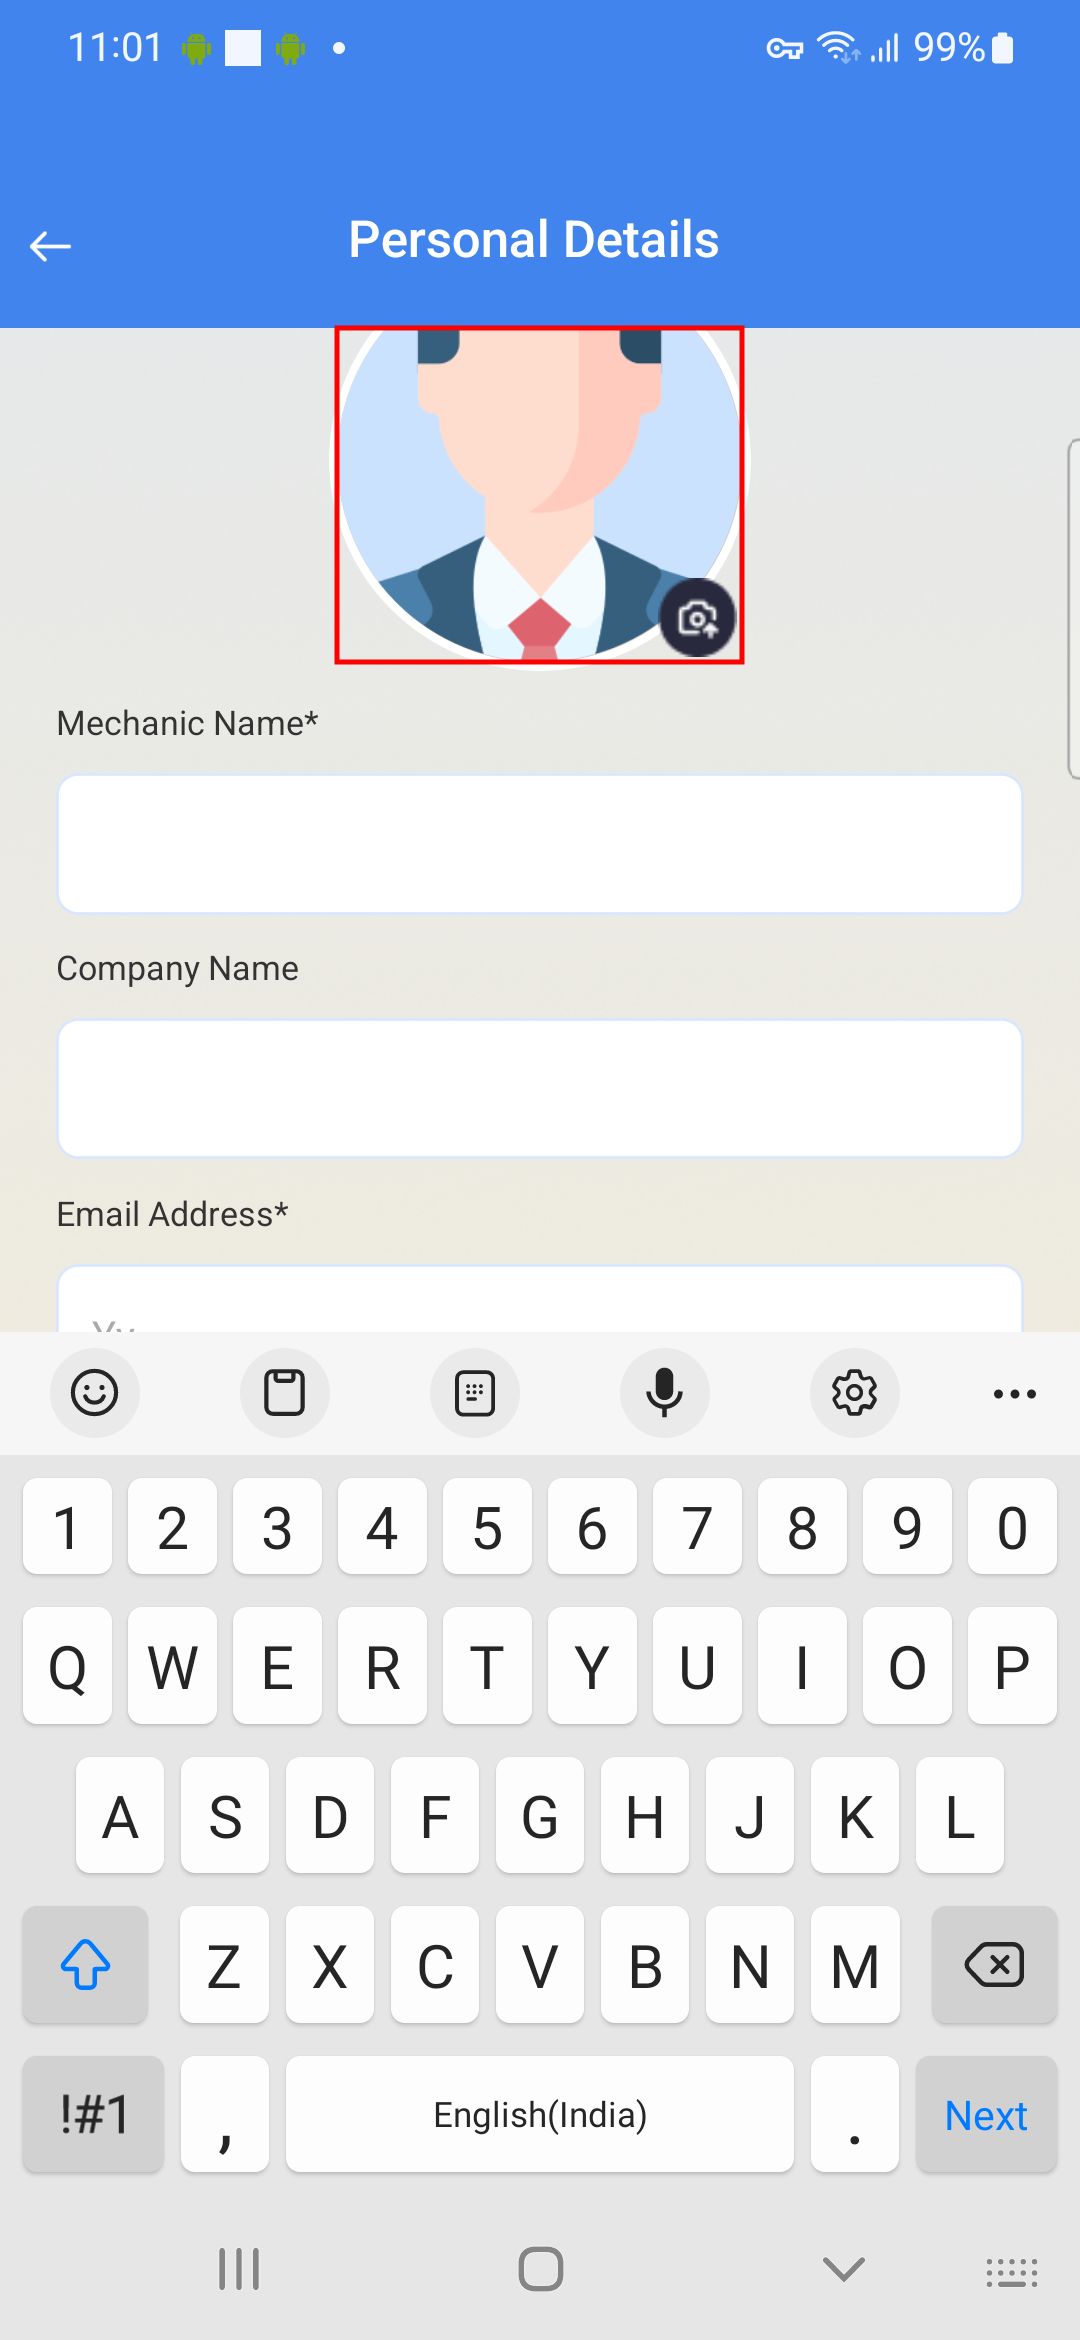 11:01 99%
Personal Details
Mechanic Name*
Company Name
Email Address*
1 2 3 4 5 6 7 8 9 0
Q W E R T Y U I O P
A S D F G H J K L
Z X C V B N M
!#1 , English(India) . Next